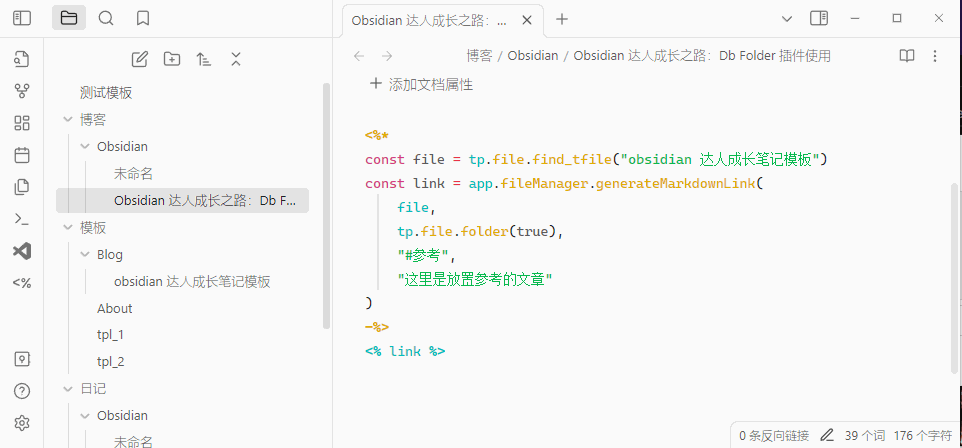 Obsidian 达人成长之路：...
博客 / Obsidian / Obsidian 达人成长之路：Db Folder 插件使用
添加文档属性
测试模板
博客
Obsidian
未命名
Obsidian 达人成长之路：Db F...
模板
Blog
obsidian 达人成长笔记模板
About
tpl_1
tpl_2
日记
Obsidian
未命名
<%
<%*
const file = tp.file.find_tfile("obsidian 达人成长笔记模板")
const link = app.fileManager.generateMarkdownLink(
file,
tp.file.folder(true),
"#参考",
"这里是放置参考的文章"
)
-%>
<% link %>
0 条反向链接 39 个词 176 个字符